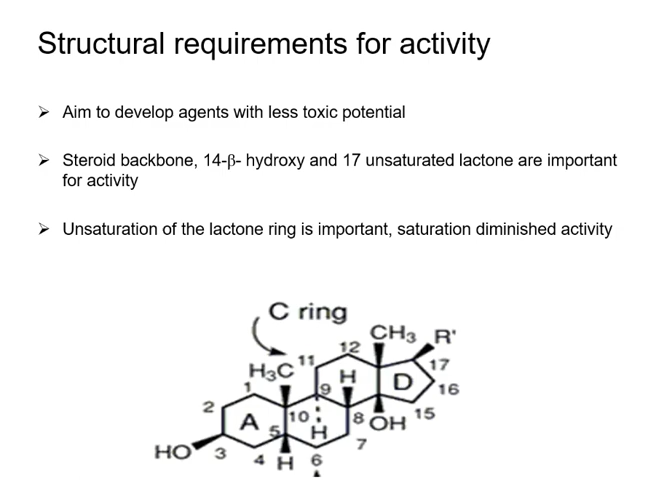 Structural requirements for activity
➢ Aim to develop agents with less toxic potential
➢ Steroid backbone, 14-β- hydroxy and 17 unsaturated lactone are important
for activity
➢ Unsaturation of the lactone ring is important, saturation diminished activity
C ring
CH₃ R'
12
11 17
H₃C H D
1 9 16
2 10 8 OH 15
A 5 H 7
HO 3 4 H 6